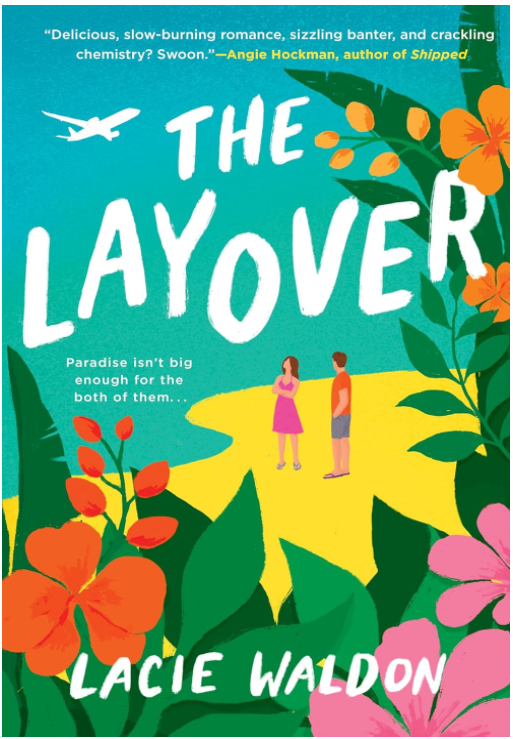 “Delicious, slow-burning romance, sizzling banter, and crackling
chemistry? Swoon.”—Angie Hockman, author of Shipped
THE
LAYOVER
Paradise isn’t big
enough for the
both of them...
LACIE WALDON